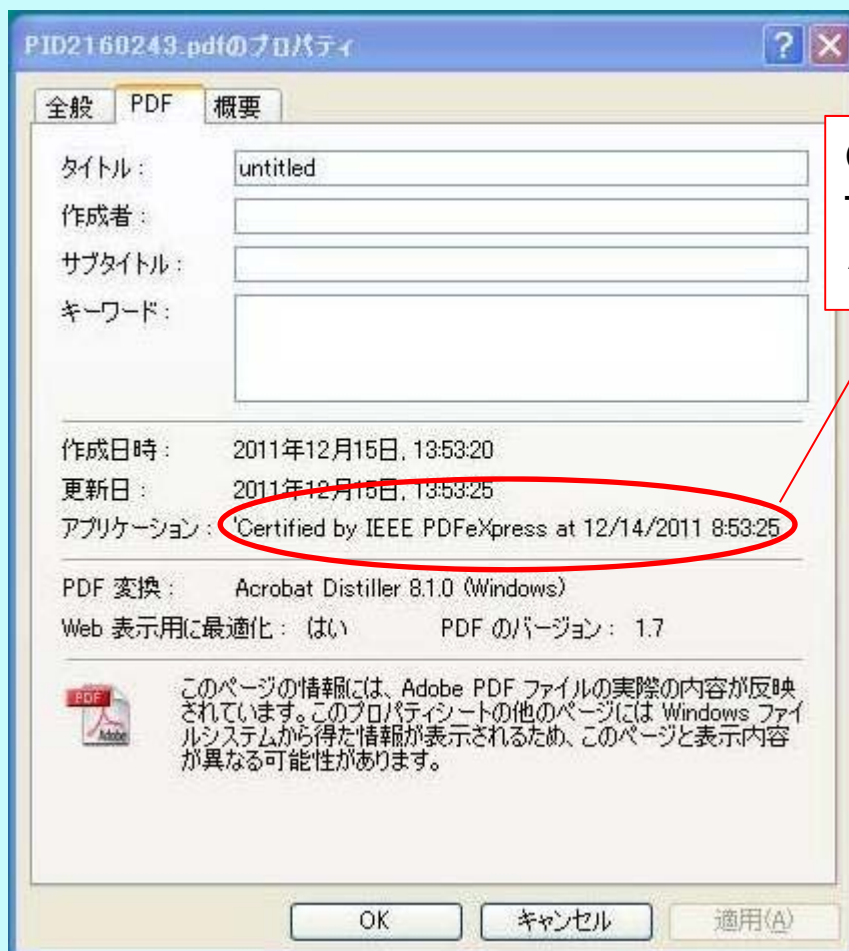 PID2160243.pdfのプロパティ
全般 PDF 概要
タイトル： untitled
作成者：
サブタイトル：
キーワード：
作成日時： 2011年12月15日, 13:53:20
更新日： 2011年12月15日, 13:53:25
アプリケーション： 'Certified by IEEE PDFeXpress at 12/14/2011 8:53:25
PDF 変換： Acrobat Distiller 8.1.0 (Windows)
Web 表示用に最適化： はい PDF のバージョン： 1.7
PDF
Adobe
このページの情報には、Adobe PDF ファイルの実際の内容が反映
されています。このプロパティシートの他のページには Windows ファイ
ルシステムから得た情報が表示されるため、このページと表示内容
が異なる可能性があります。
OK キャンセル 適用(A)